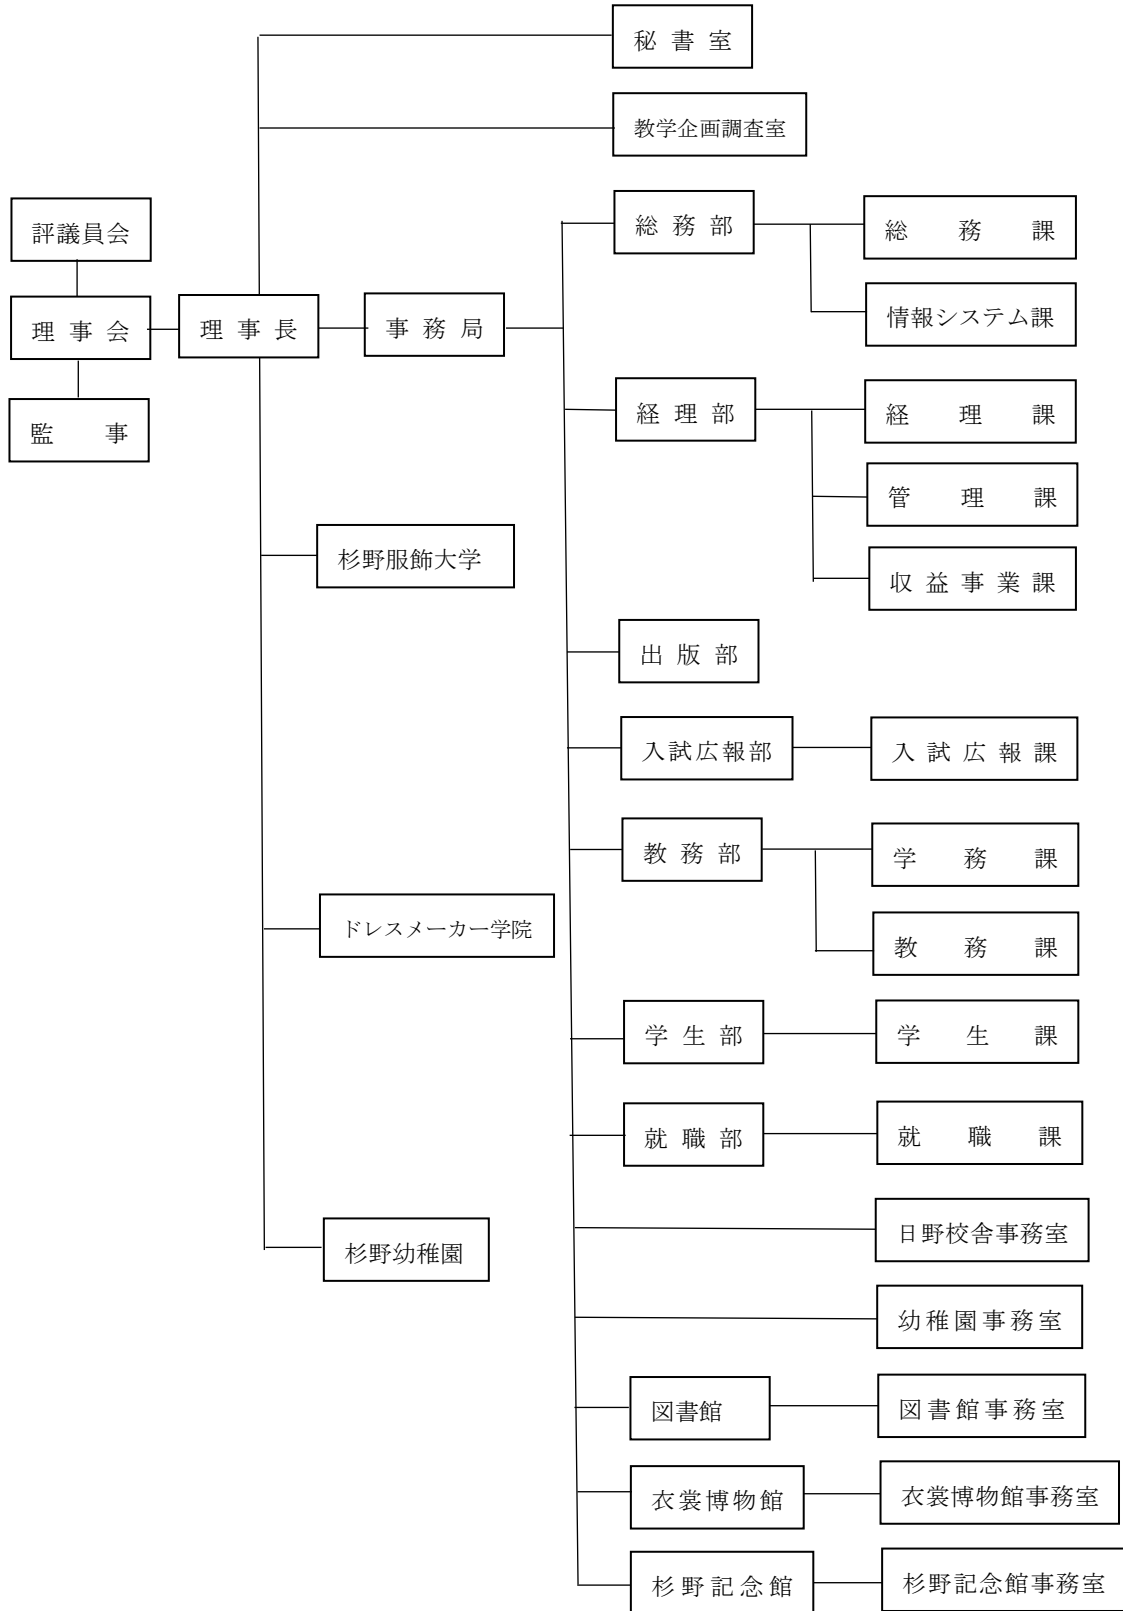 秘書室
教学企画調査室
評議員会
理事会
監事
理事長
事務局
総務部
総務課
情報システム課
経理部
経理課
管理課
収益事業課
杉野服飾大学
出版部
入試広報部
入試広報課
教務部
学務課
教務課
ドレスメーカー学院
学生部
学生課
就職部
就職課
杉野幼稚園
日野校舎事務室
幼稚園事務室
図書館
図書館事務室
衣裳博物館
衣裳博物館事務室
杉野記念館
杉野記念館事務室